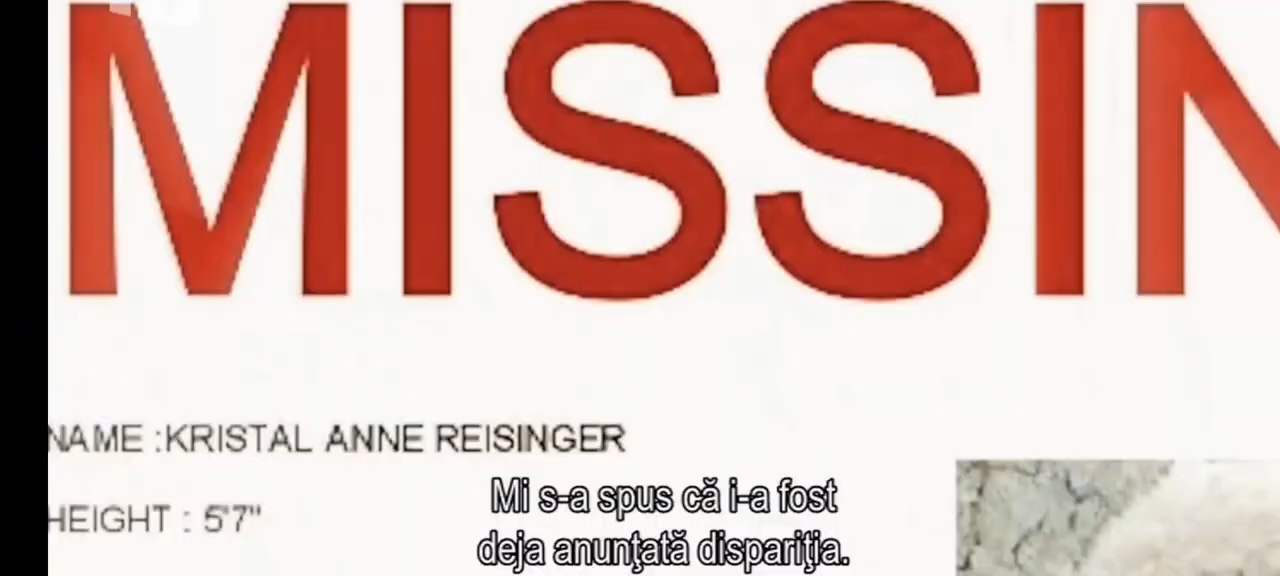 MISSIN
NAME :KRISTAL ANNE REISINGER
HEIGHT : 5'7"
Mi s-a spus că i-a fost
deja anunţată dispariţia.